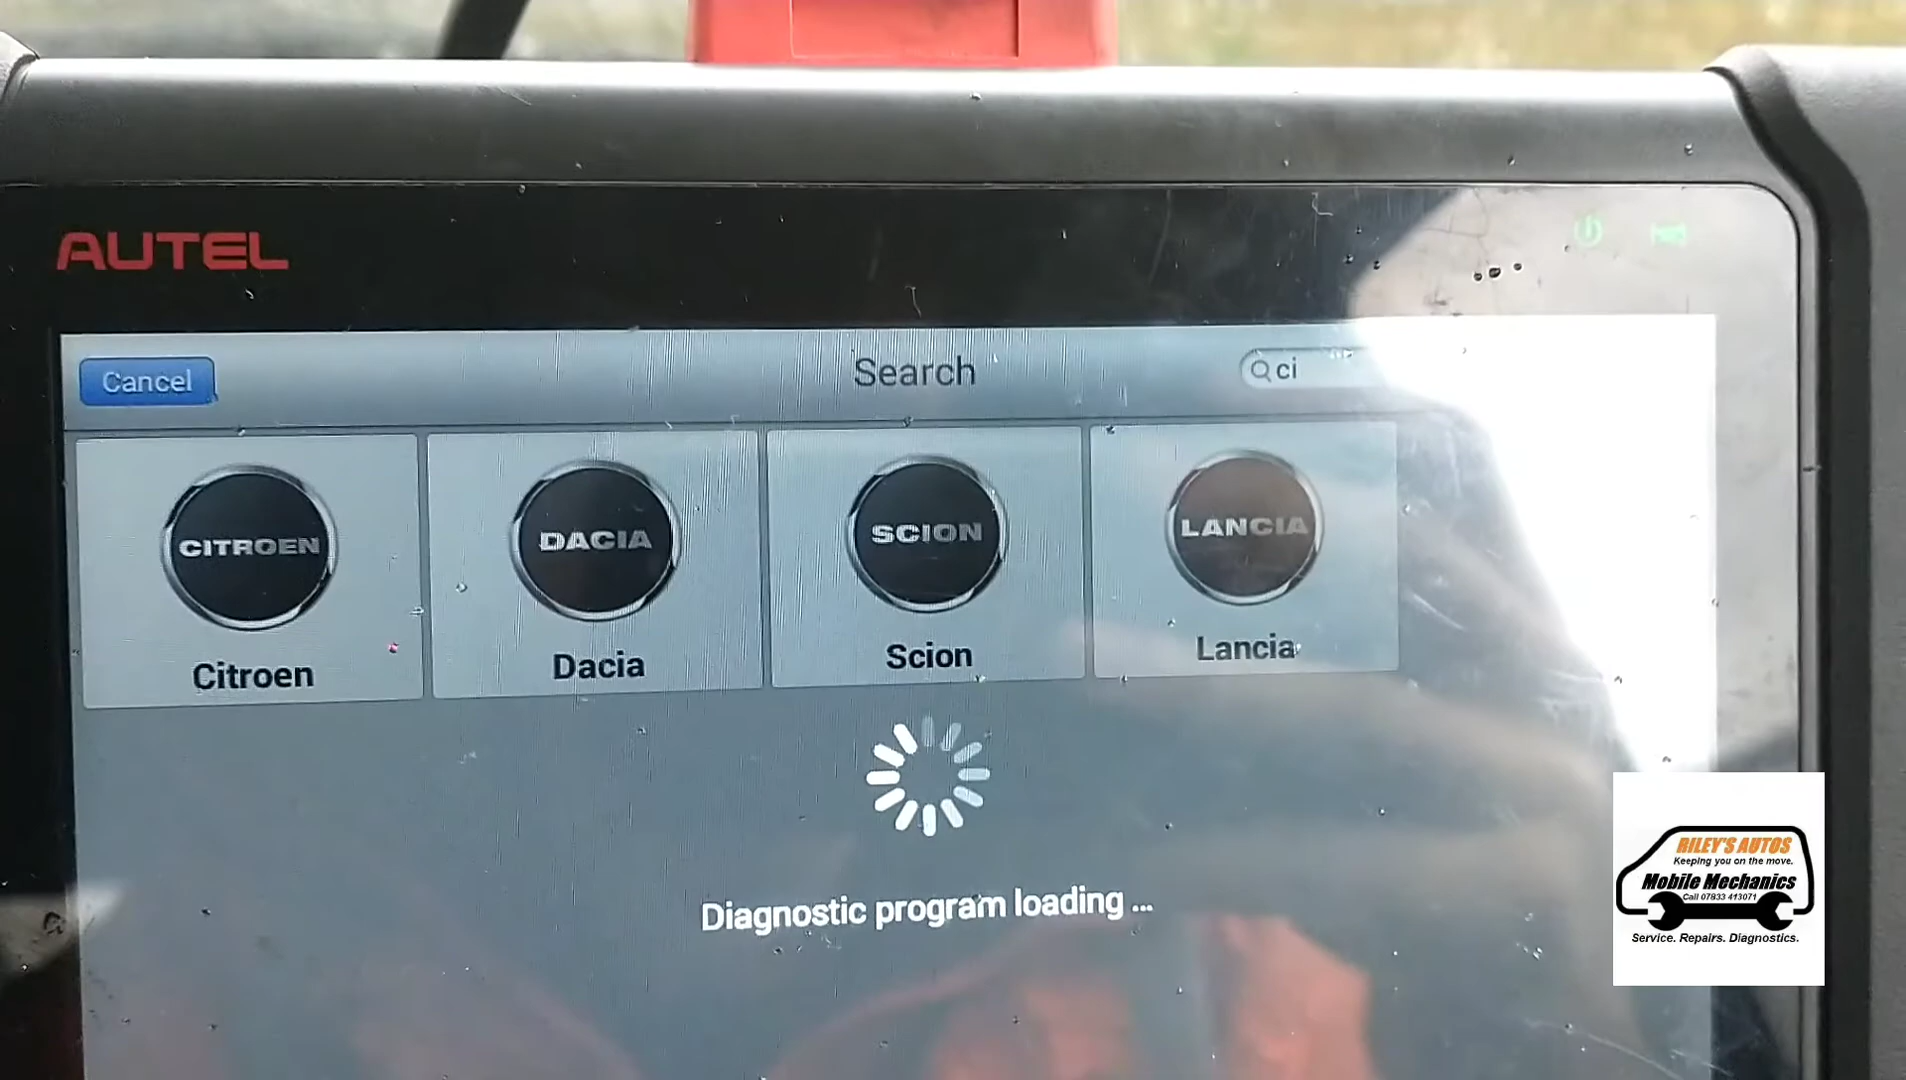 AUTEL
Cancel
Search
ci
CITROEN
DACIA
SCION
LANCIA
Citroen
Dacia
Scion
Lancia
Diagnostic program loading ...
RILEY'S AUTOS
Keeping you on the move.
Mobile Mechanics
Call 07833 413071
Service. Repairs. Diagnostics.